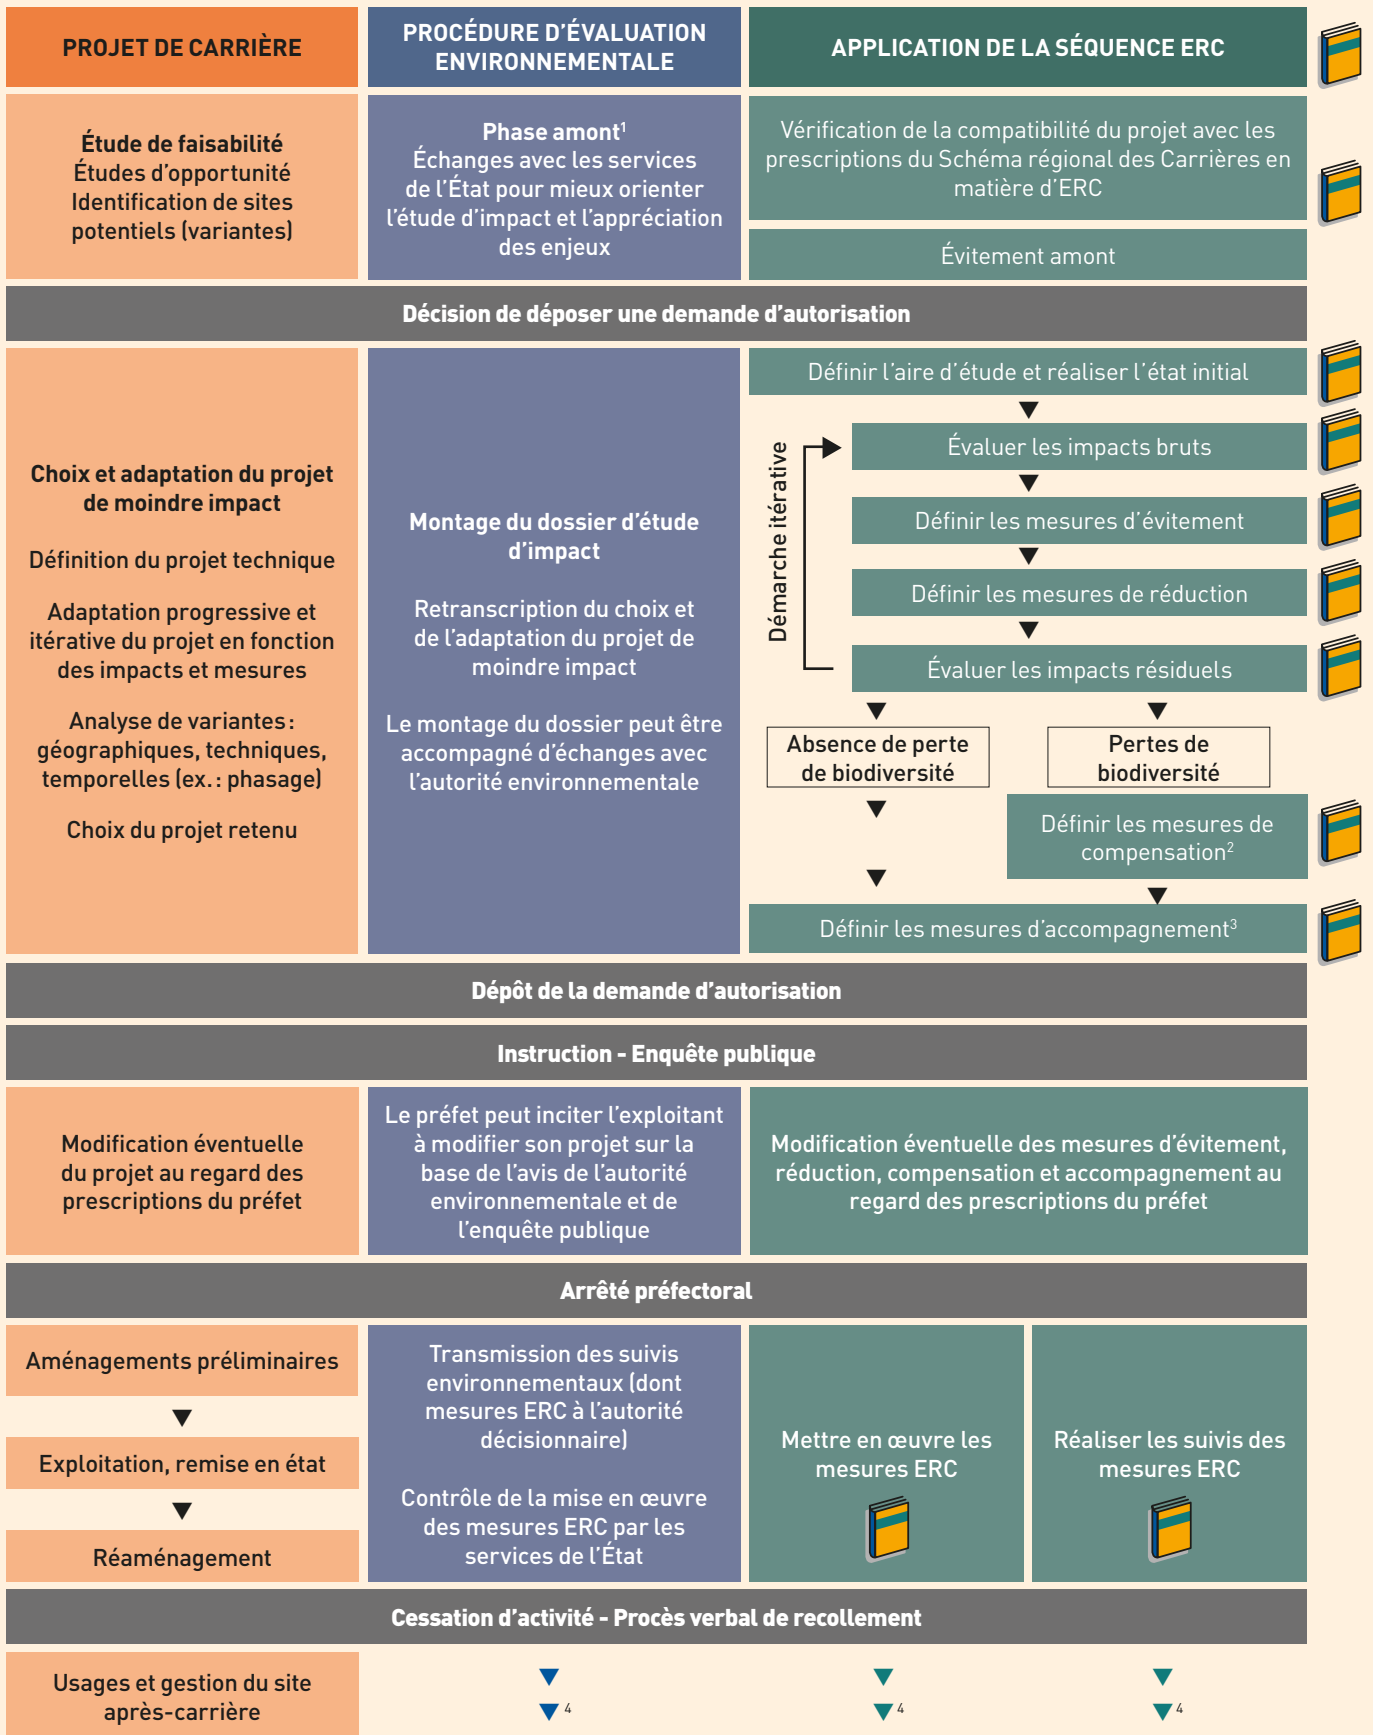 PROJET DE CARRIÈRE
PROCÉDURE D'ÉVALUATION
ENVIRONNEMENTALE
APPLICATION DE LA SÉQUENCE ERC
Étude de faisabilité
Études d'opportunité
Identification de sites
potentiels (variantes)
Phase amont¹
Échanges avec les services
de l'État pour mieux orienter
l'étude d'impact et l'appréciation
des enjeux
Vérification de la compatibilité du projet avec les
prescriptions du Schéma régional des Carrières en
matière d'ERC
Évitement amont
Décision de déposer une demande d'autorisation
Choix et adaptation du projet
de moindre impact
Définition du projet technique
Adaptation progressive et
itérative du projet en fonction
des impacts et mesures
Analyse de variantes :
géographiques, techniques,
temporelles (ex. : phasage)
Choix du projet retenu
Montage du dossier d'étude
d'impact
Retranscription du choix et
de l'adaptation du projet de
moindre impact
Le montage du dossier peut être
accompagné d'échanges avec
l'autorité environnementale
Définir l'aire d'étude et réaliser l'état initial
Démarche itérative
Évaluer les impacts bruts
Définir les mesures d'évitement
Définir les mesures de réduction
Évaluer les impacts résiduels
Absence de perte
de biodiversité
Pertes de
biodiversité
Définir les mesures de
compensation²
Définir les mesures d'accompagnement³
Dépôt de la demande d'autorisation
Instruction - Enquête publique
Modification éventuelle
du projet au regard des
prescriptions du préfet
Le préfet peut inciter l'exploitant
à modifier son projet sur la
base de l'avis de l'autorité
environnementale et de
l'enquête publique
Modification éventuelle des mesures d'évitement,
réduction, compensation et accompagnement au
regard des prescriptions du préfet
Arrêté préfectoral
Aménagements préliminaires
Exploitation, remise en état
Réaménagement
Transmission des suivis
environnementaux (dont
mesures ERC à l'autorité
décisionnaire)
Contrôle de la mise en œuvre
des mesures ERC par les
services de l'État
Mettre en œuvre les
mesures ERC
Réaliser les suivis des
mesures ERC
Cessation d'activité - Procès verbal de recollement
Usages et gestion du site
après-carrière
4
4
4